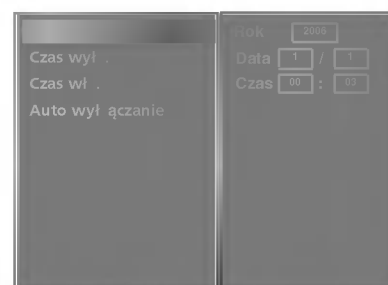 Czas wył .
Czas wł .
Auto wył ączanie
Rok 2006
Data 1 / 1
Czas 00 : 03